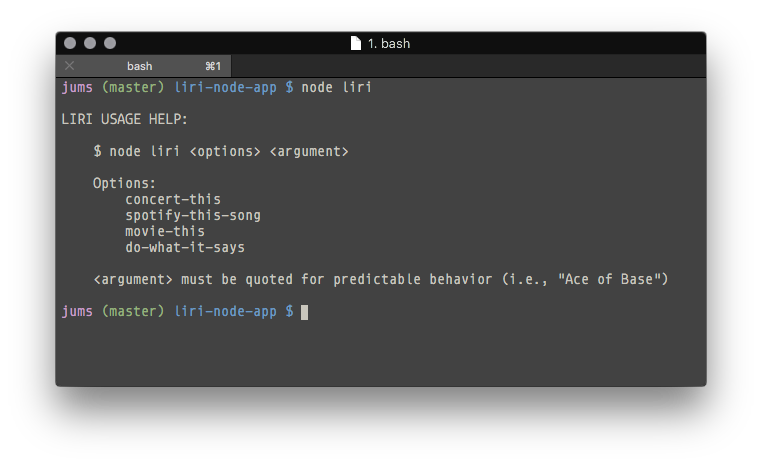 1. bash
bash ⌘1
jums (master) liri-node-app $ node liri
LIRI USAGE HELP:
$ node liri <options> <argument>
Options:
concert-this
spotify-this-song
movie-this
do-what-it-says
<argument> must be quoted for predictable behavior (i.e., "Ace of Base")
jums (master) liri-node-app $